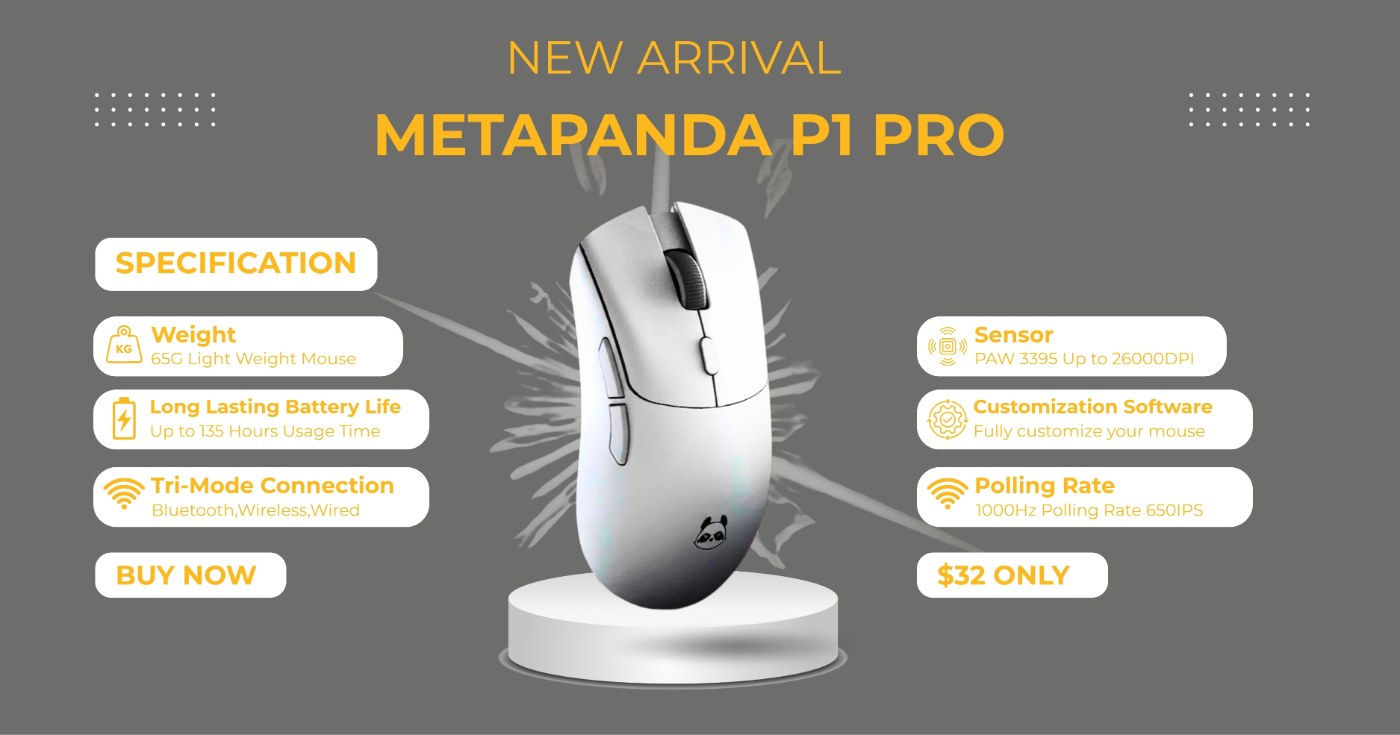 NEW ARRIVAL
METAPANDA P1 PRO
SPECIFICATION
KG
Weight
65G Light Weight Mouse
Long Lasting Battery Life
Up to 135 Hours Usage Time
Tri-Mode Connection
Bluetooth,Wireless,Wired
BUY NOW
Sensor
PAW 3395 Up to 26000DPI
Customization Software
Fully customize your mouse
Polling Rate
1000Hz Polling Rate 650IPS
$32 ONLY